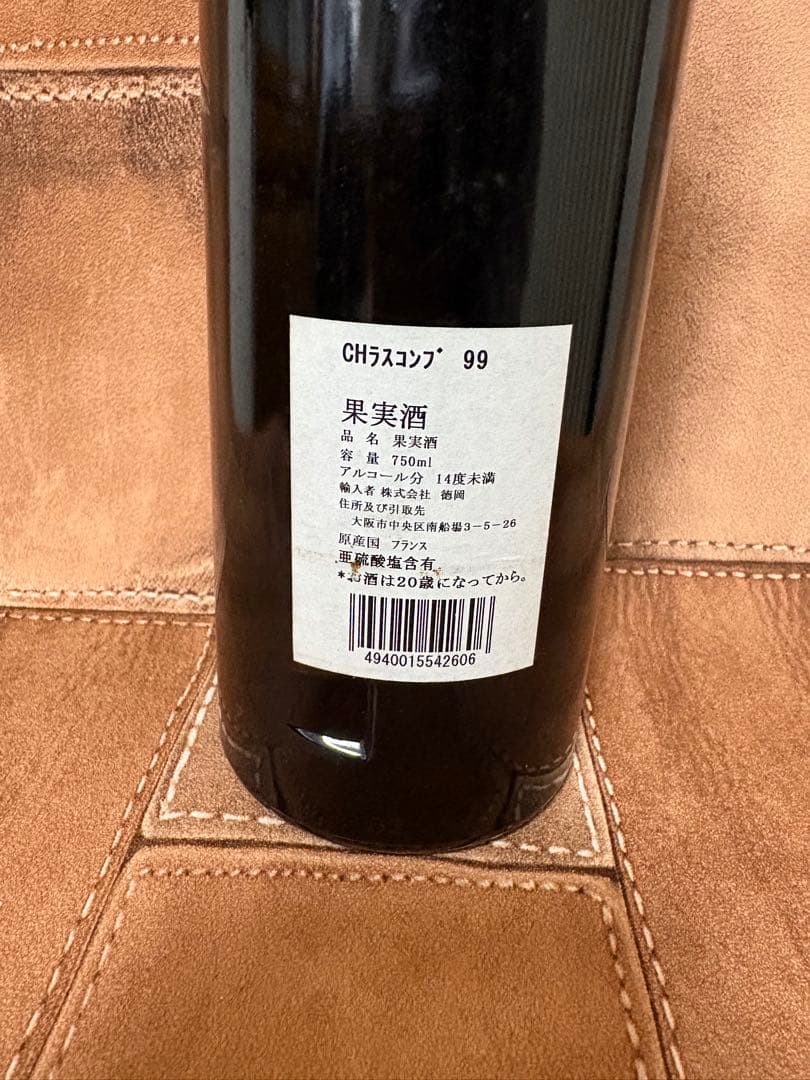 CHﾗｽｺﾝﾌﾞ 99
果実酒
品 名 果実酒
容 量 750ml
アルコール分 14度未満
輸入者 株式会社 徳岡
住所及び引取先
大阪市中央区南船場3-5-26
原産国 フランス
亜硫酸塩含有
*お酒は20歳になってから。
4940015542606